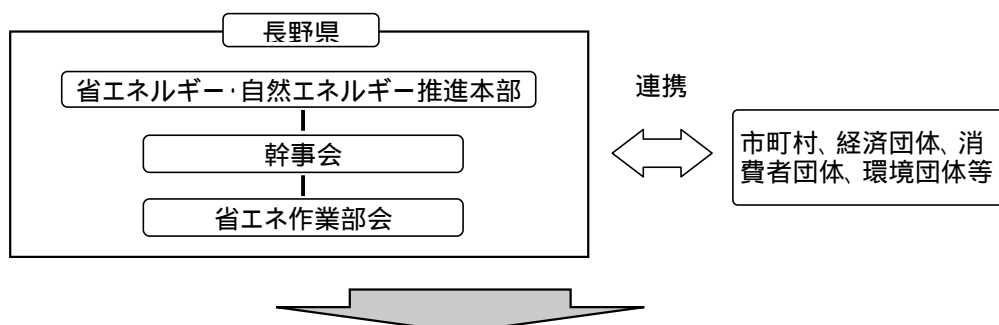 長野県
省エネルギー・自然エネルギー推進本部
幹事会
省エネ作業部会
連携
市町村、経済団体、消
費者団体、環境団体等